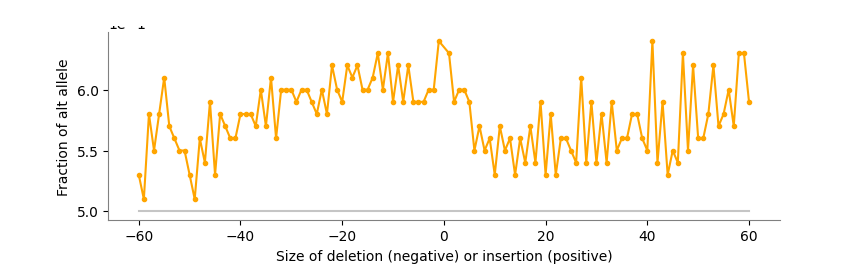 6.0
5.5
5.0
Fraction of alt allele
−60 −40 −20 0 20 40 60
Size of deletion (negative) or insertion (positive)